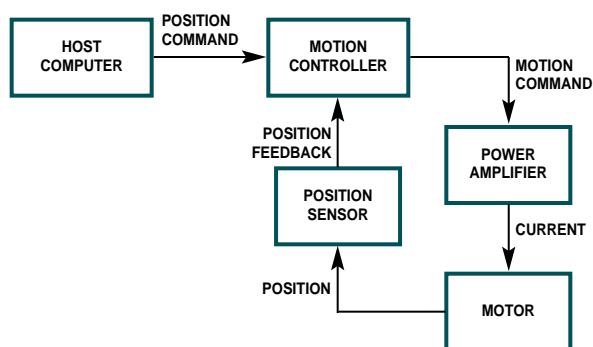 HOST
COMPUTER
POSITION
COMMAND
MOTION
CONTROLLER
MOTION
COMMAND
POSITION
FEEDBACK
POWER
AMPLIFIER
POSITION
SENSOR
CURRENT
POSITION
MOTOR